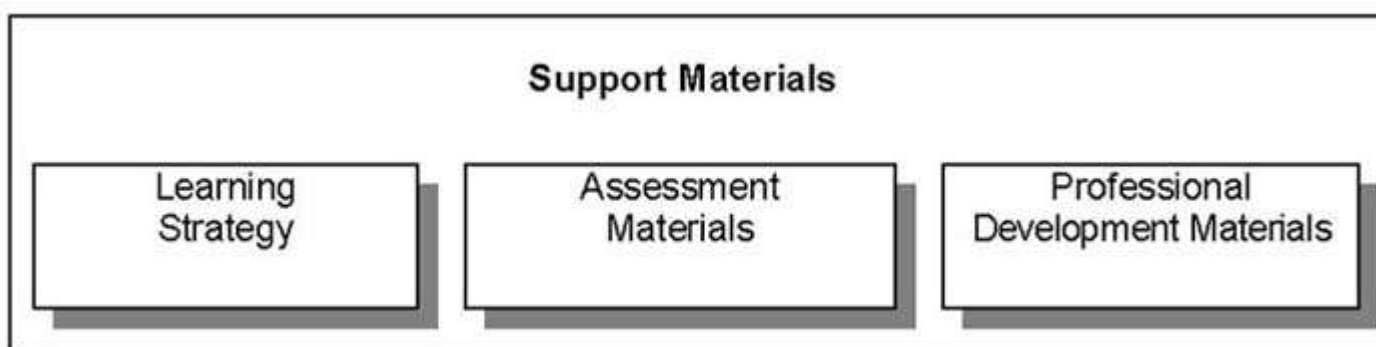 Support Materials
Learning
Strategy
Assessment
Materials
Professional
Development Materials